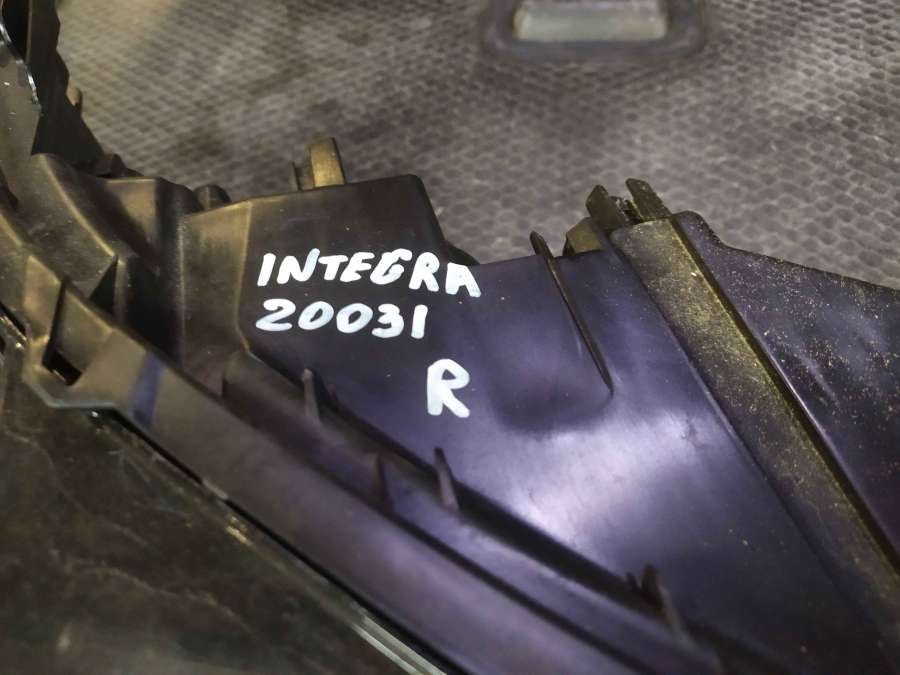 INTEGRA
20031
R